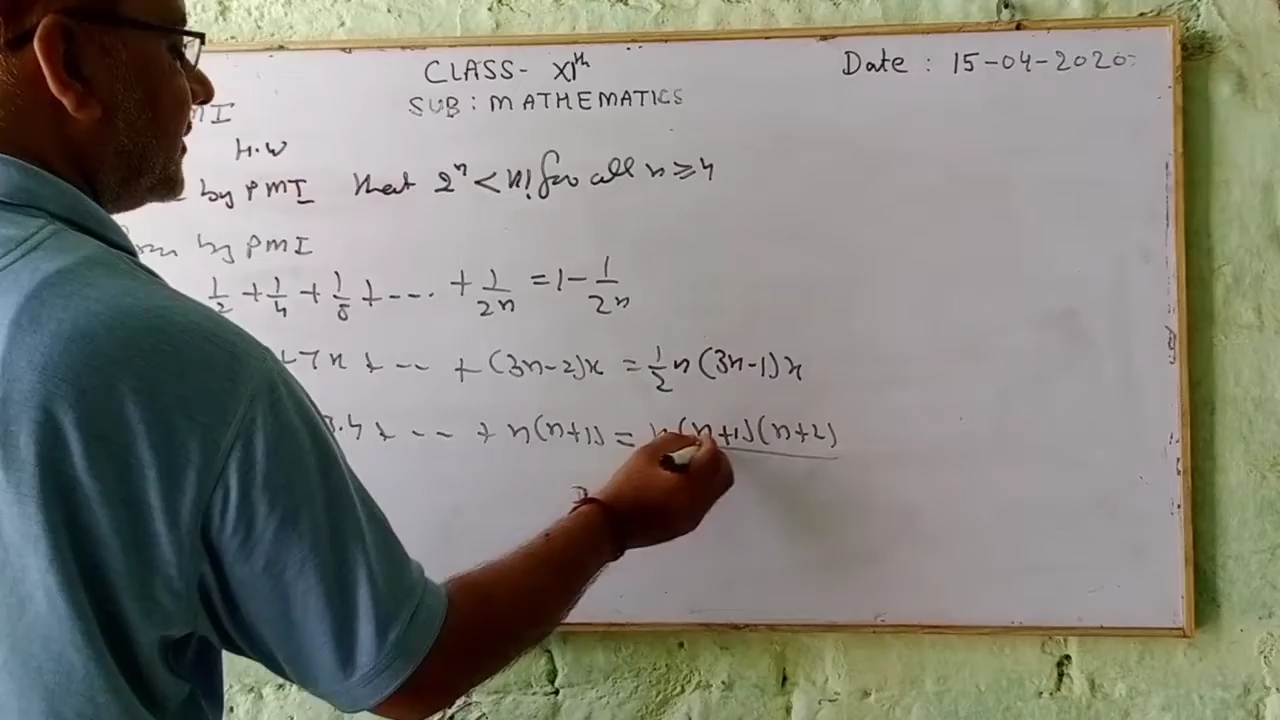 CLASS- XIth
Date : 15-04-2020
SUB : MATHEMATICS
MI
H.W
by PMI that 2^n < n! for all n ≥ 4
by PMI
1/2 + 1/4 + 1/8 + --- + 1/2n = 1 - 1/2n
+7x + -- + (3n-2)x = 1/2 n(3n-1)x
3.4 + -- + n(n+1) = n(n+1)(n+2)